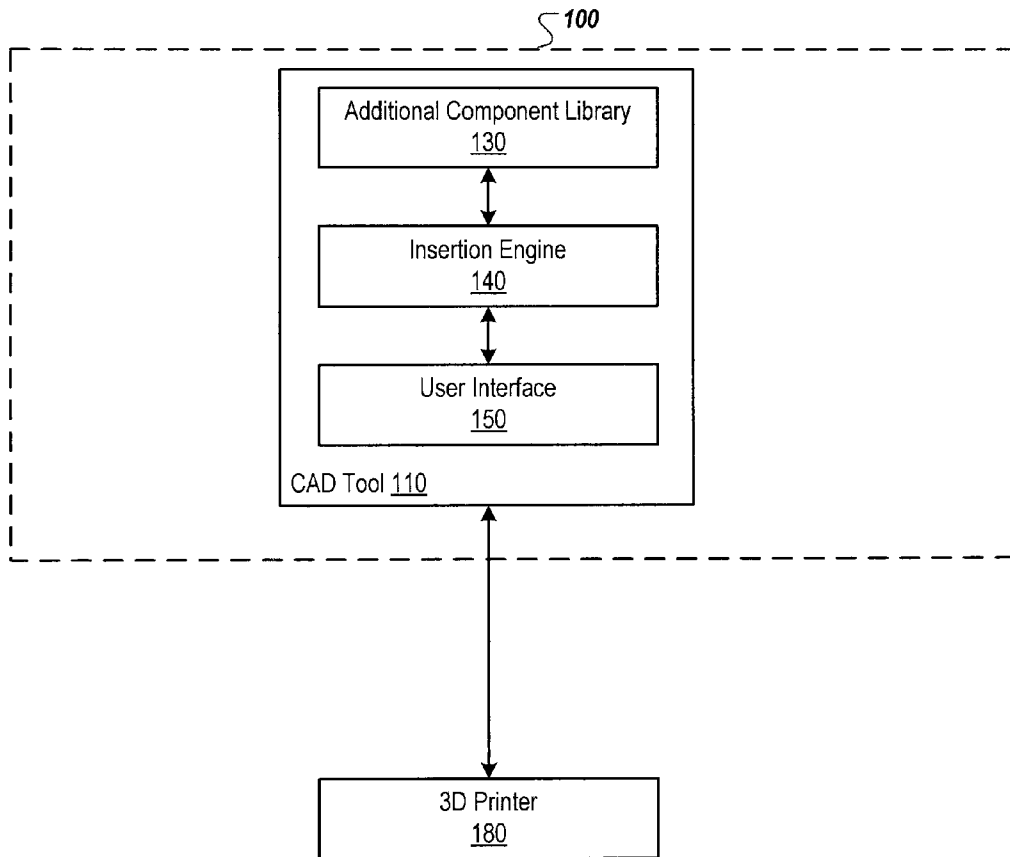 100
Additional Component Library
130
Insertion Engine
140
User Interface
150
CAD Tool 110
3D Printer
180